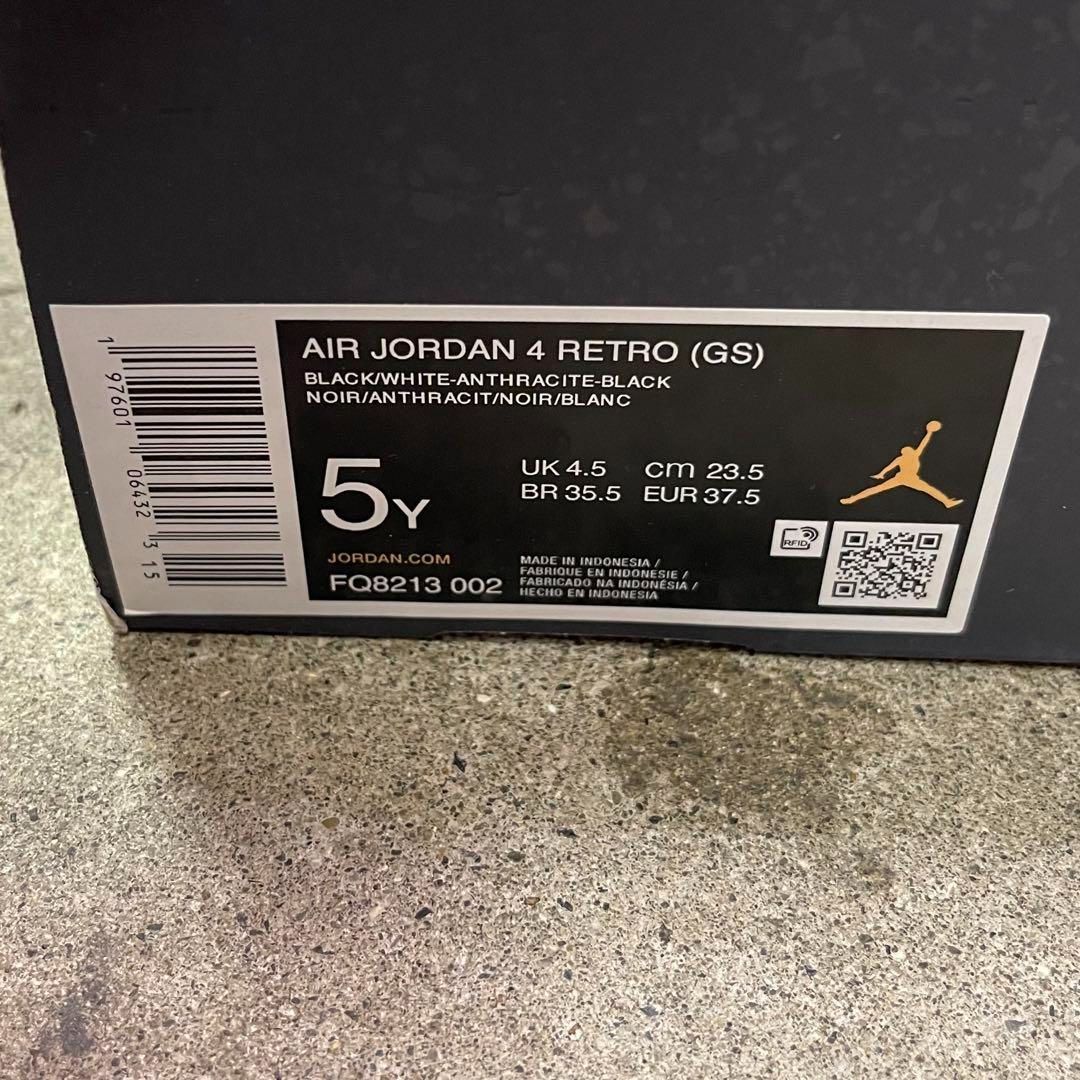 AIR JORDAN 4 RETRO (GS)
BLACK/WHITE-ANTHRACITE-BLACK
NOIR/ANTHRACIT/NOIR/BLANC
5Y
UK 4.5 cm 23.5
BR 35.5 EUR 37.5
RFID
JORDAN.COM
FQ8213 002
MADE IN INDONESIA /
FABRIQUE EN INDONESIE /
FABRICADO NA INDONÉSIA /
HECHO EN INDONESIA
1 97601 06432 3 15